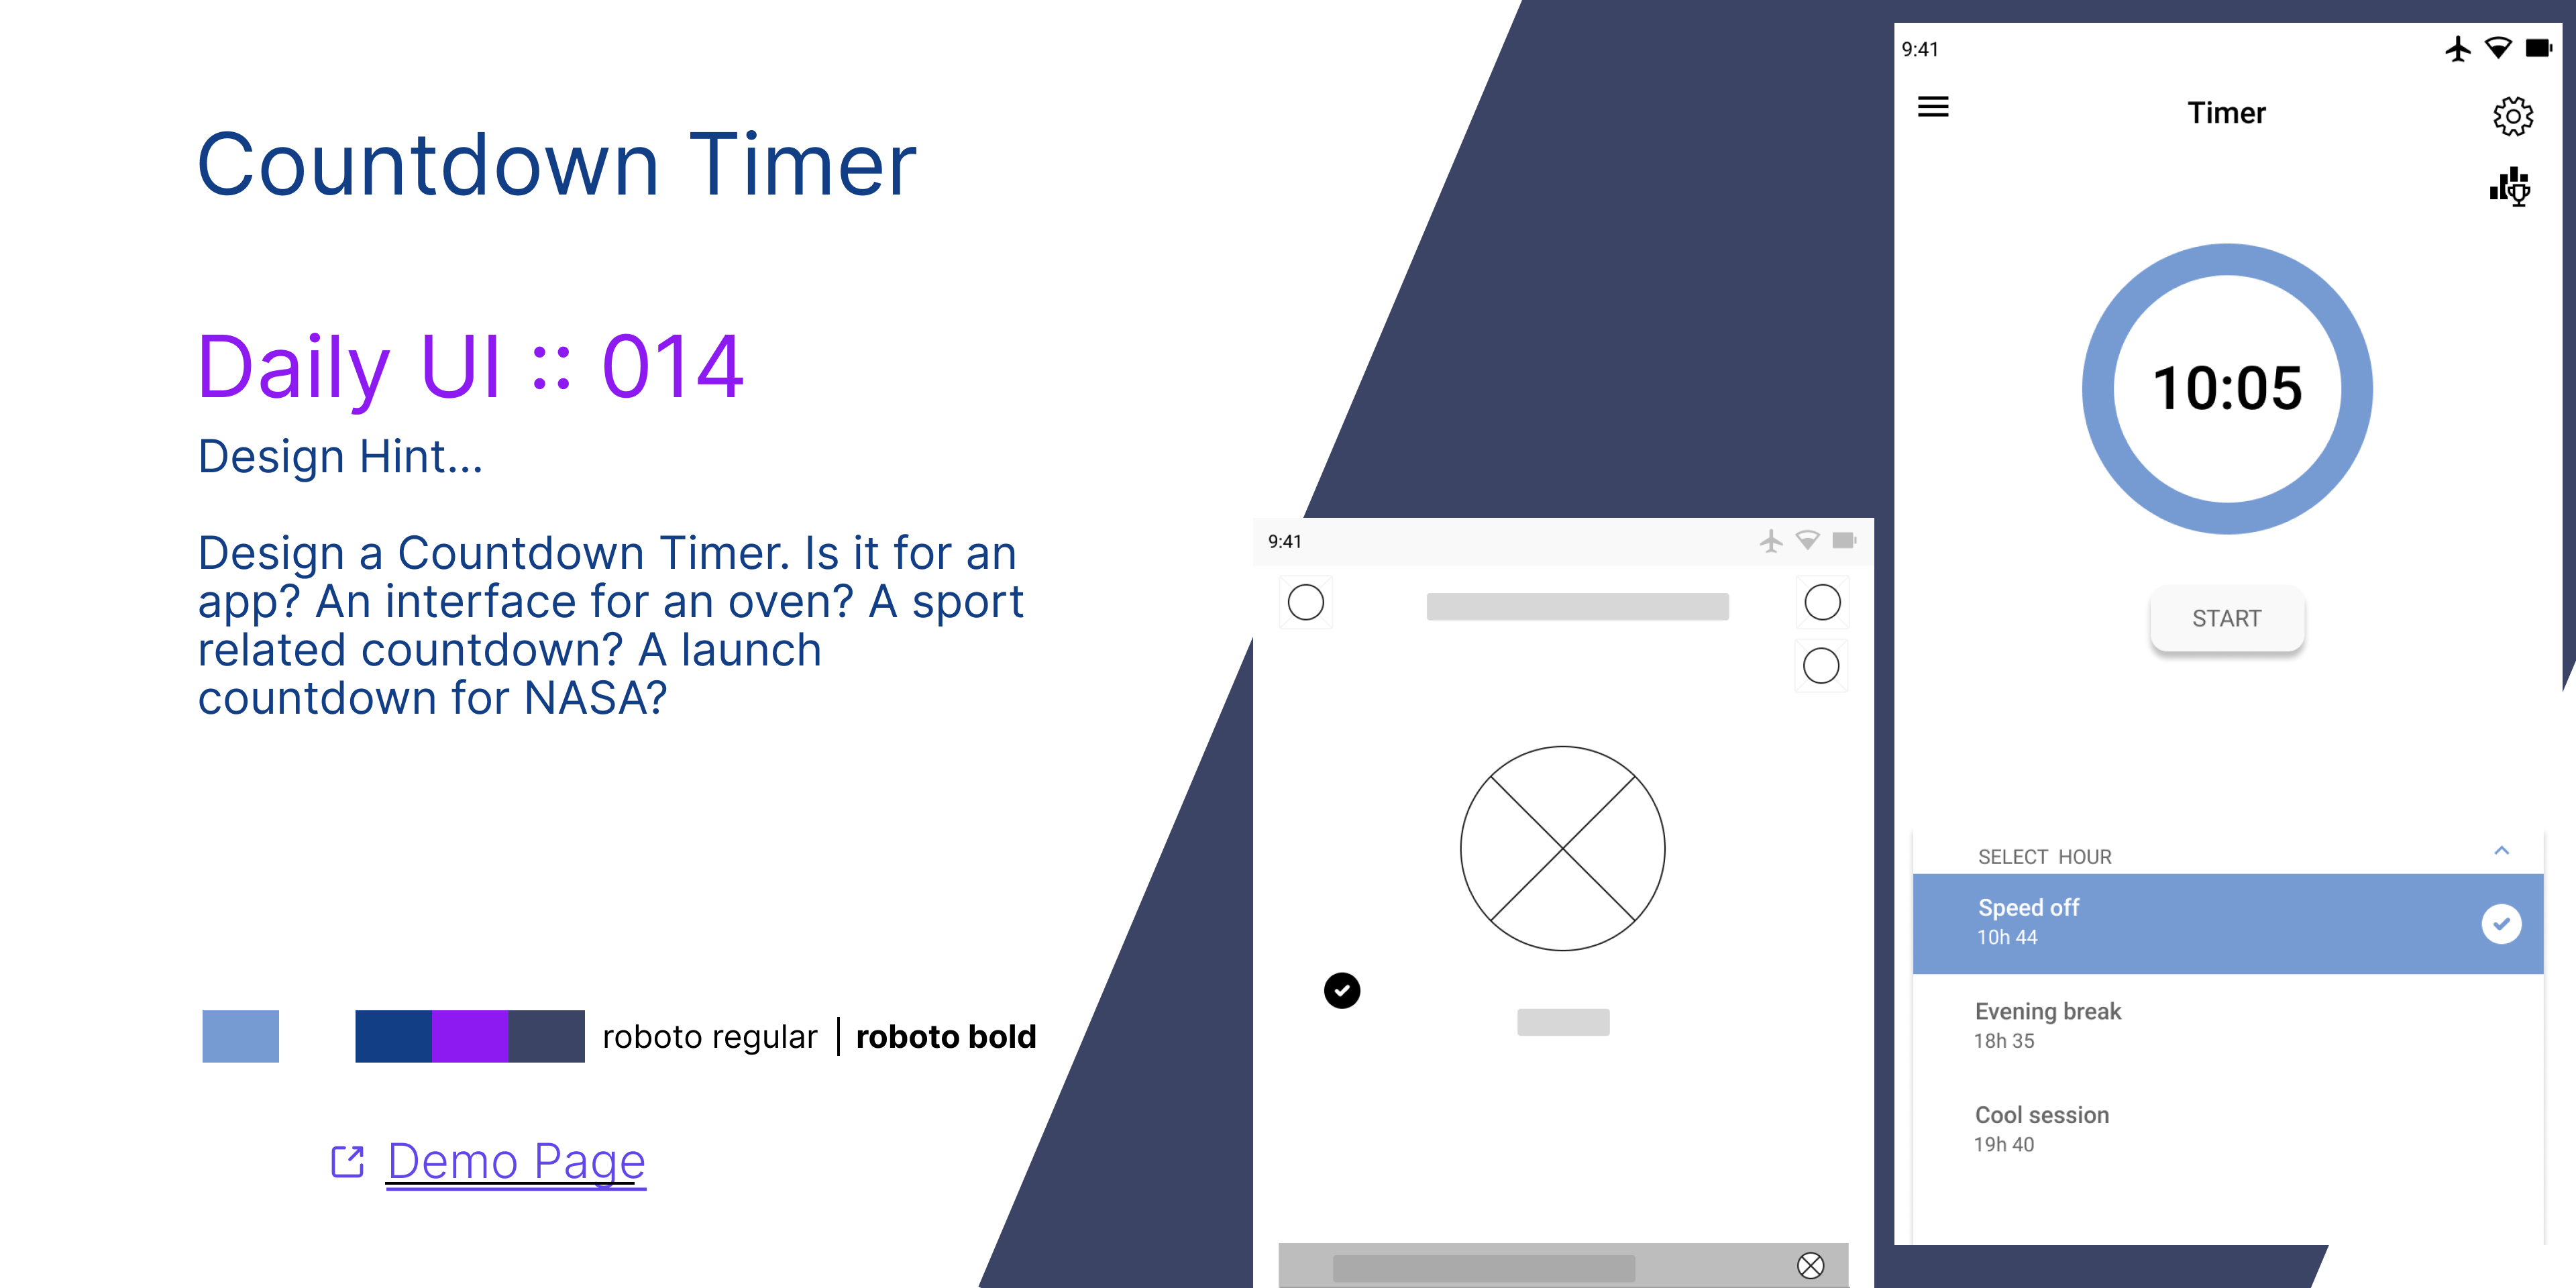 Countdown Timer
Daily UI :: 014
Design Hint...
Design a Countdown Timer. Is it for an
app? An interface for an oven? A sport
related countdown? A launch
countdown for NASA?
roboto regular | roboto bold
Demo Page
9:41
9:41
Timer
10:05
START
SELECT HOUR
Speed off
10h 44
Evening break
18h 35
Cool session
19h 40